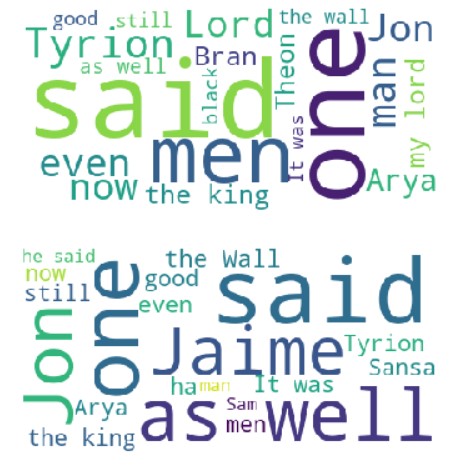 good still Lord the wall Jon
Tyrion as well Bran
said black Theon It was one man my lord
even men Arya
now the king
he said the Wall said
now good
still one even
Jon Jaime Tyrion
Sansa
ha man It was
Arya as Sam well
the king men